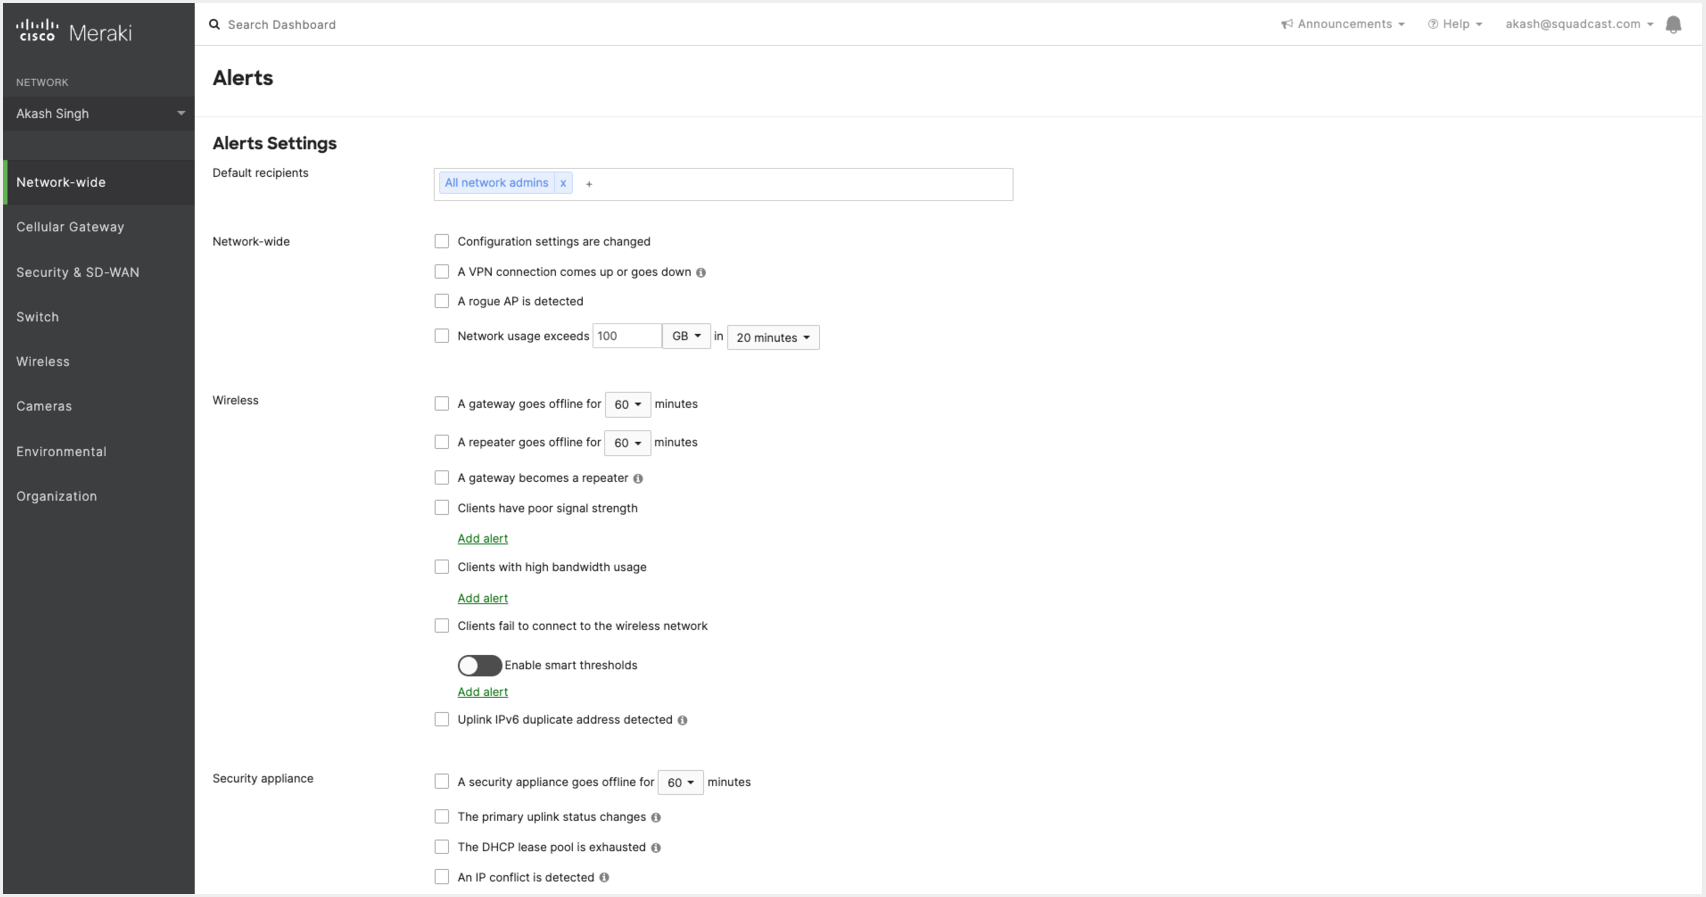 cisco Meraki
Search Dashboard
Announcements
Help
akash@squadcast.com
NETWORK
Akash Singh
Network-wide
Cellular Gateway
Security & SD-WAN
Switch
Wireless
Cameras
Environmental
Organization
Alerts
Alerts Settings
Default recipients
All network admins x +
Network-wide
Configuration settings are changed
A VPN connection comes up or goes down
A rogue AP is detected
Network usage exceeds 100 GB in 20 minutes
Wireless
A gateway goes offline for 60 minutes
A repeater goes offline for 60 minutes
A gateway becomes a repeater
Clients have poor signal strength
Add alert
Clients with high bandwidth usage
Add alert
Clients fail to connect to the wireless network
Enable smart thresholds
Add alert
Uplink IPv6 duplicate address detected
Security appliance
A security appliance goes offline for 60 minutes
The primary uplink status changes
The DHCP lease pool is exhausted
An IP conflict is detected